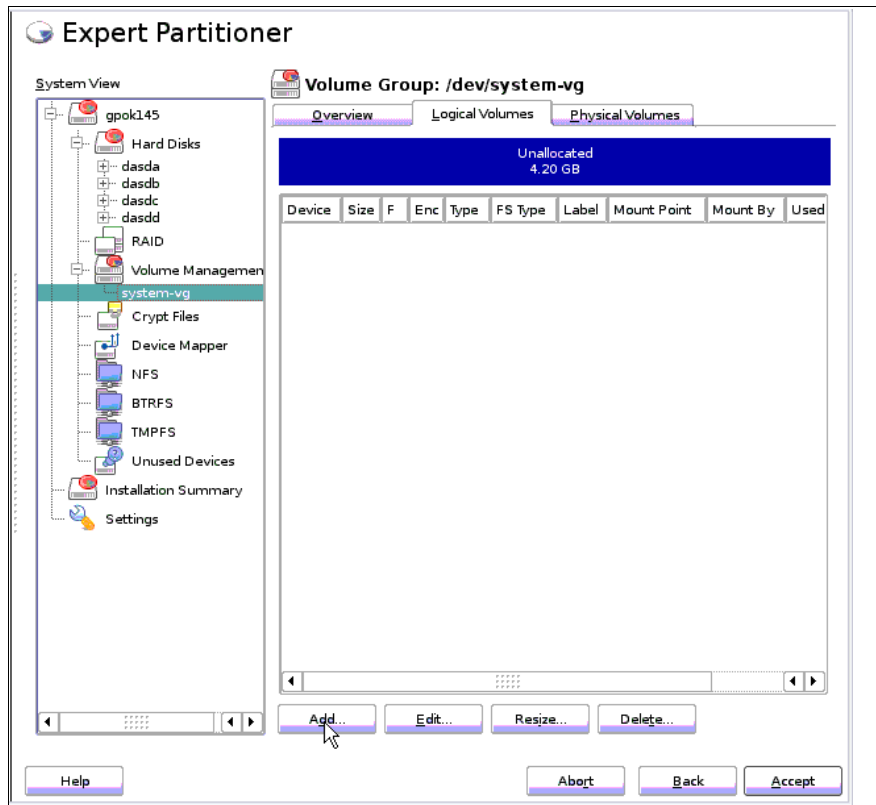 Expert Partitioner
System View
gpok145
Hard Disks
dasda
dasdb
dasdc
dasdd
RAID
Volume Managemen
system-vg
Crypt Files
Device Mapper
NFS
BTRFS
TMPFS
Unused Devices
Installation Summary
Settings
Volume Group: /dev/system-vg
Overview Logical Volumes Physical Volumes
Unallocated
4.20 GB
Device Size F Enc Type FS Type Label Mount Point Mount By Used
Add... Edit... Resize... Delete...
Help Abort Back Accept